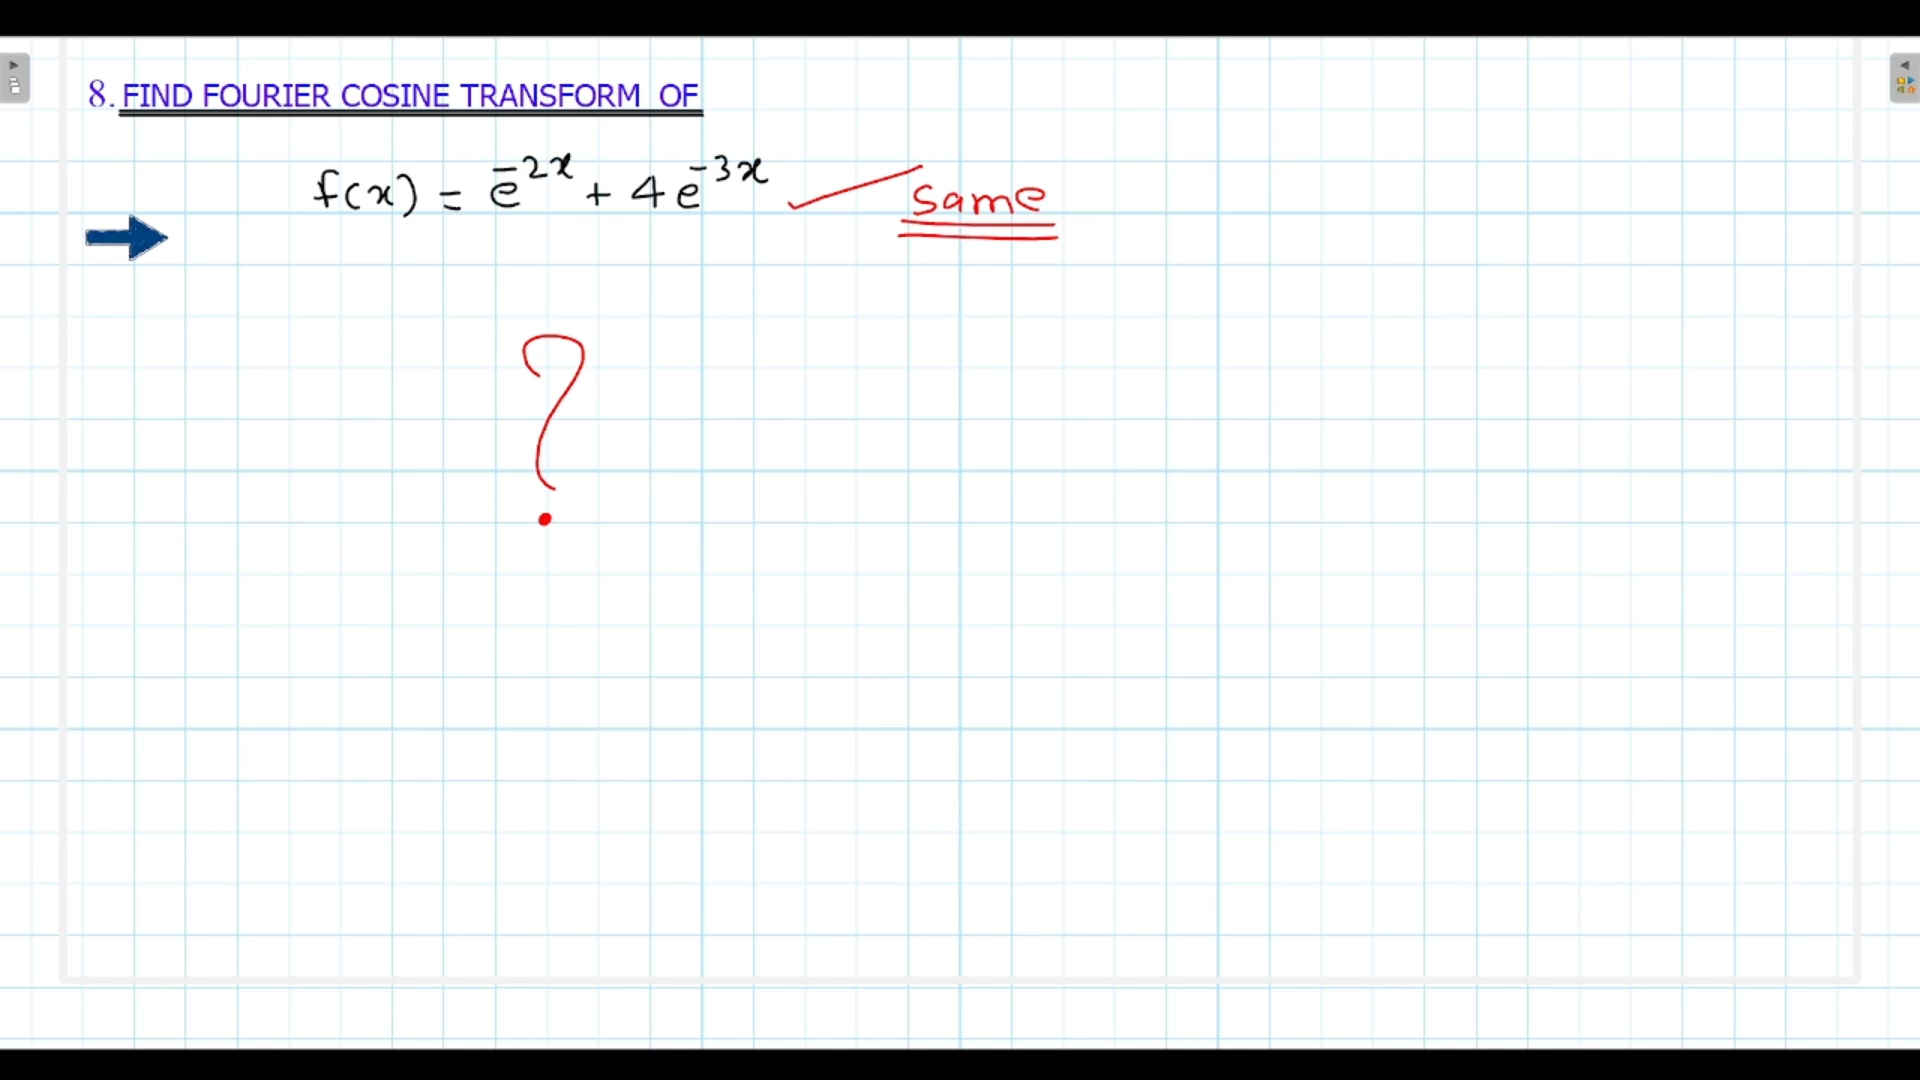 8. FIND FOURIER COSINE TRANSFORM OF
f(x) = e^{-2x} + 4e^{-3x}
same
?